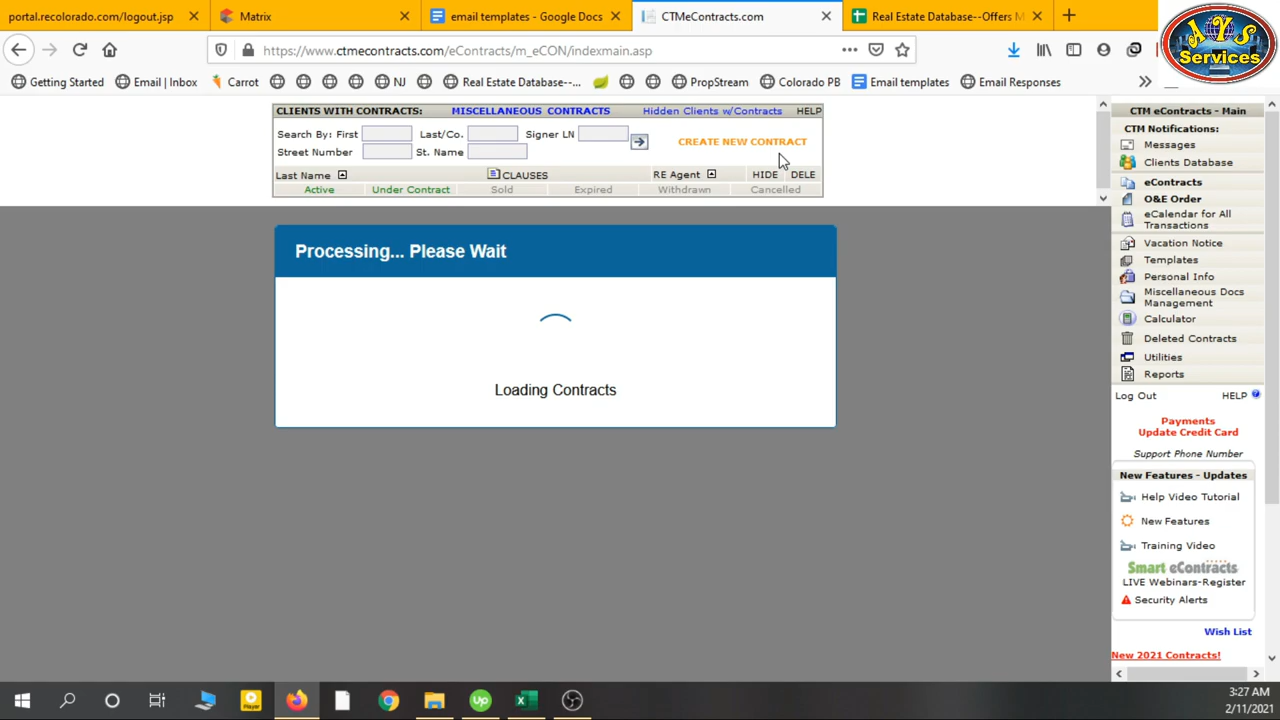 portal.recolorado.com/logout.jsp
Matrix
email templates - Google Docs
CTMeContracts.com
Real Estate Database--Offers M
https://www.ctmecontracts.com/eContracts/m_eCON/indexmain.asp
Getting Started
Email | Inbox
Carrot
NJ
Real Estate Database--...
PropStream
Colorado PB
Email templates
Email Responses
AYS
Services
CLIENTS WITH CONTRACTS: MISCELLANEOUS CONTRACTS Hidden Clients w/Contracts HELP
Search By: First Last/Co. Signer LN
CREATE NEW CONTRACT
Street Number St. Name
Last Name CLAUSES RE Agent HIDE DELE
Active Under Contract Sold Expired Withdrawn Cancelled
Processing... Please Wait
Loading Contracts
CTM eContracts - Main
CTM Notifications:
Messages
Clients Database
eContracts
O&E Order
eCalendar for All
Transactions
Vacation Notice
Templates
Personal Info
Miscellaneous Docs
Management
Calculator
Deleted Contracts
Utilities
Reports
Log Out HELP
Payments
Update Credit Card
Support Phone Number
New Features - Updates
Help Video Tutorial
New Features
Training Video
Smart eContracts
LIVE Webinars-Register
Security Alerts
Wish List
New 2021 Contracts!
Player
Up
3:27 AM
2/11/2021